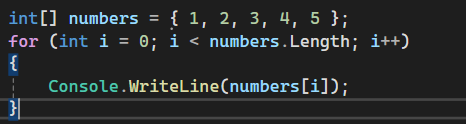 int[] numbers = { 1, 2, 3, 4, 5 };
for (int i = 0; i < numbers.Length; i++)
{
    Console.WriteLine(numbers[i]);
}